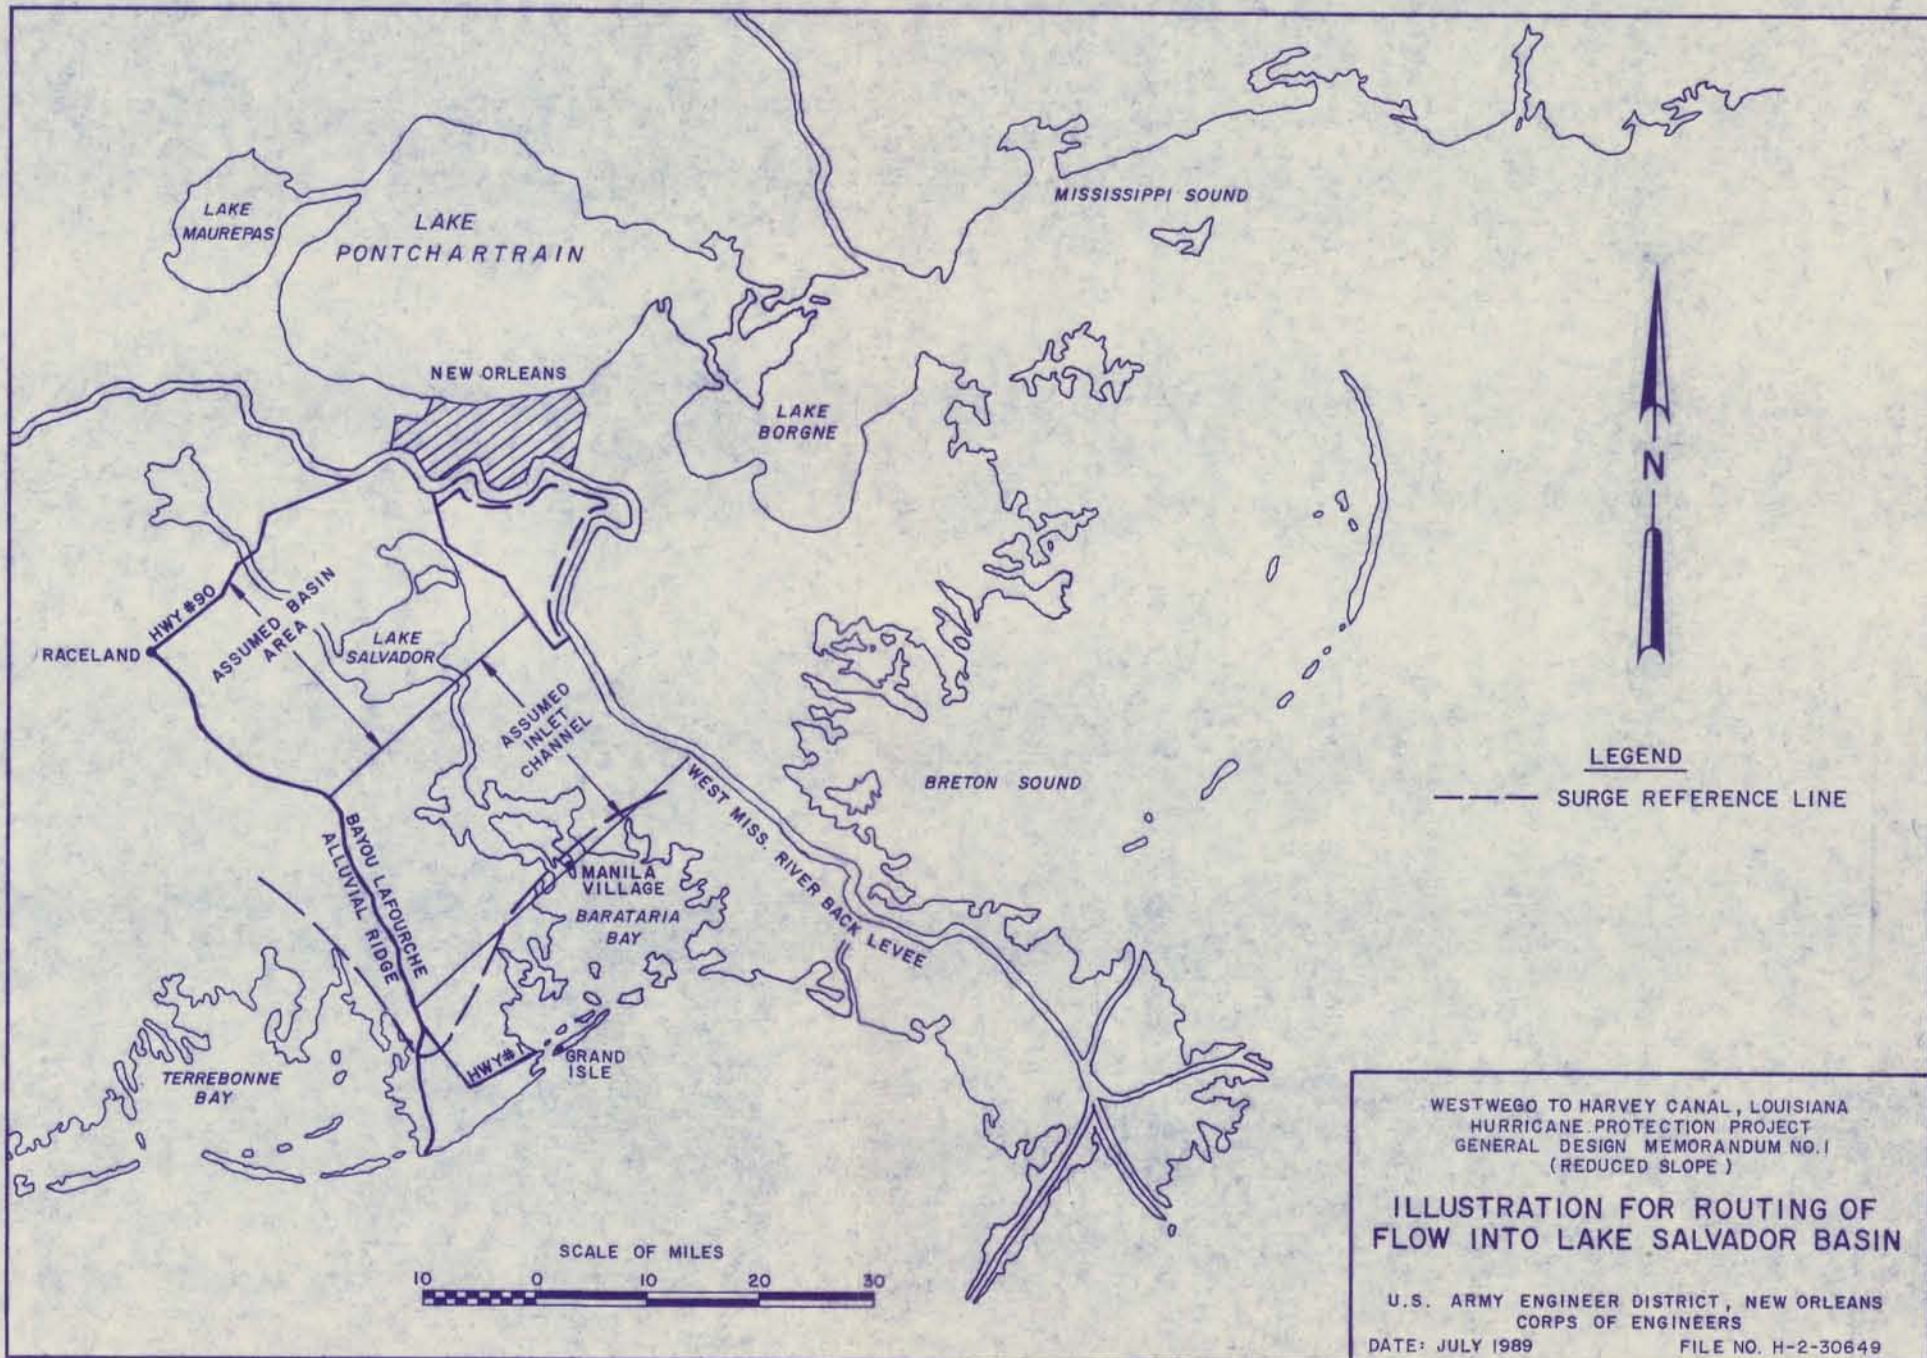 LAKE
MAUREPAS
LAKE
PONTCHARTRAIN
MISSISSIPPI SOUND
NEW ORLEANS
LAKE
BORGNE
N
HWY #90
RACELAND
ASSUMED BASIN
AREA
LAKE
SALVADOR
ASSUMED
INLET
CHANNEL
BRETON SOUND
LEGEND
SURGE REFERENCE LINE
WEST MISS. RIVER BACK LEVEE
BAYOU LAFOURCHE
ALLUVIAL RIDGE
MANILA
VILLAGE
BARATARIA
BAY
TERREBONNE
BAY
HWY#1
GRAND
ISLE
SCALE OF MILES
10 0 10 20 30
WESTWEGO TO HARVEY CANAL, LOUISIANA
HURRICANE PROTECTION PROJECT
GENERAL DESIGN MEMORANDUM NO.1
(REDUCED SLOPE)
ILLUSTRATION FOR ROUTING OF
FLOW INTO LAKE SALVADOR BASIN
U.S. ARMY ENGINEER DISTRICT, NEW ORLEANS
CORPS OF ENGINEERS
DATE: JULY 1989 FILE NO. H-2-30649